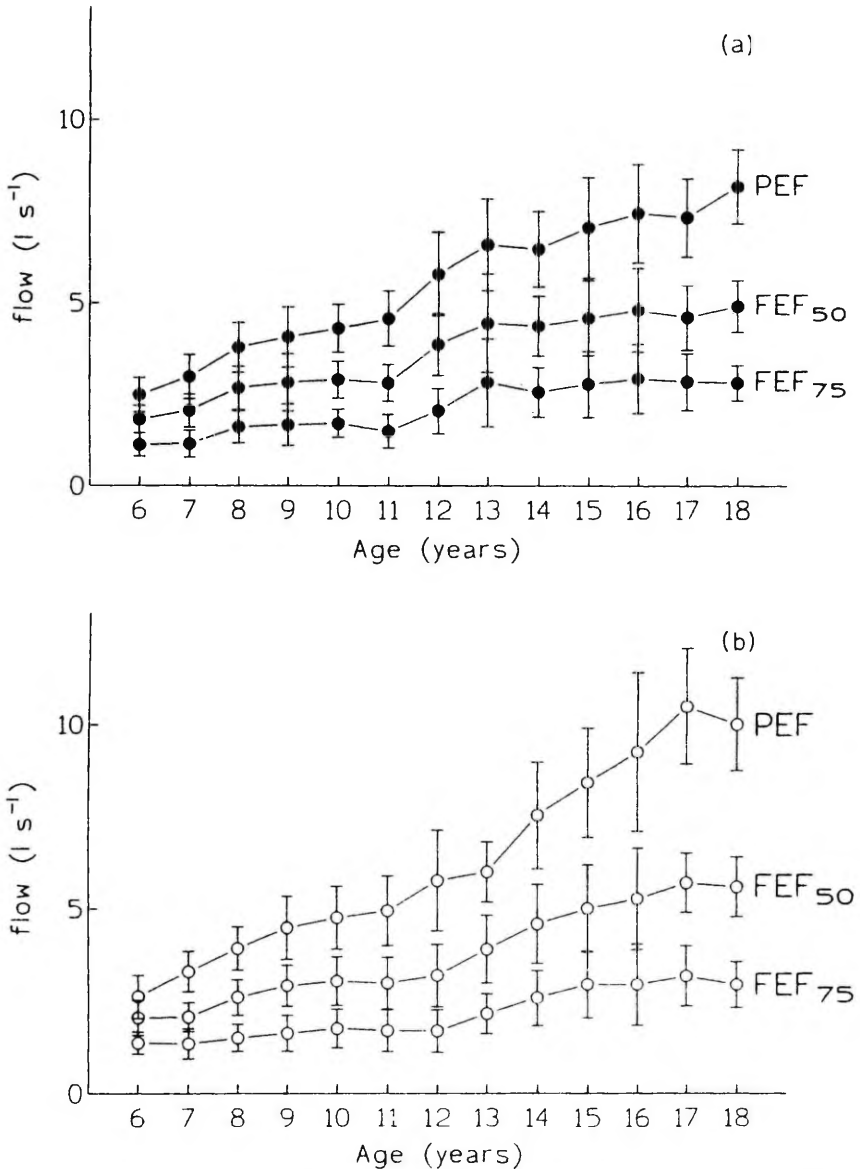 (a)
10
PEF
flow (l s⁻¹)
5
FEF₅₀
FEF₇₅
0
6 7 8 9 10 11 12 13 14 15 16 17 18
Age (years)
(b)
10
PEF
flow (l s⁻¹)
5
FEF₅₀
FEF₇₅
0
6 7 8 9 10 11 12 13 14 15 16 17 18
Age (years)